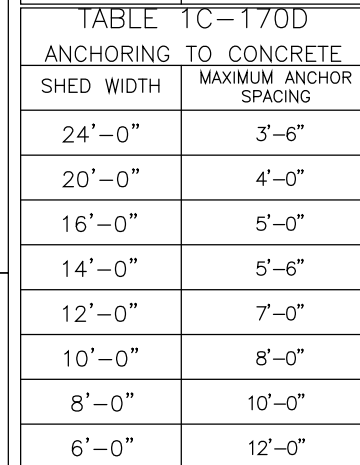 TABLE 1C-170D
ANCHORING TO CONCRETE
SHED WIDTH MAXIMUM ANCHOR SPACING
24'-0" 3'-6"
20'-0" 4'-0"
16'-0" 5'-0"
14'-0" 5'-6"
12'-0" 7'-0"
10'-0" 8'-0"
8'-0" 10'-0"
6'-0" 12'-0"